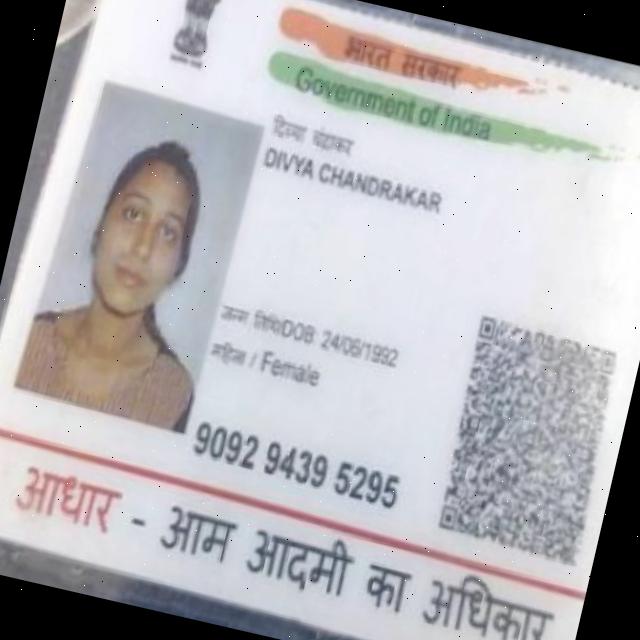 भारत सरकार
Government of India
दिव्या चंद्राकर
DIVYA CHANDRAKAR
जन्म तिथि/DOB: 24/06/1992
महिला / Female
9092 9439 5295
आधार - आम आदमी का अधिकार